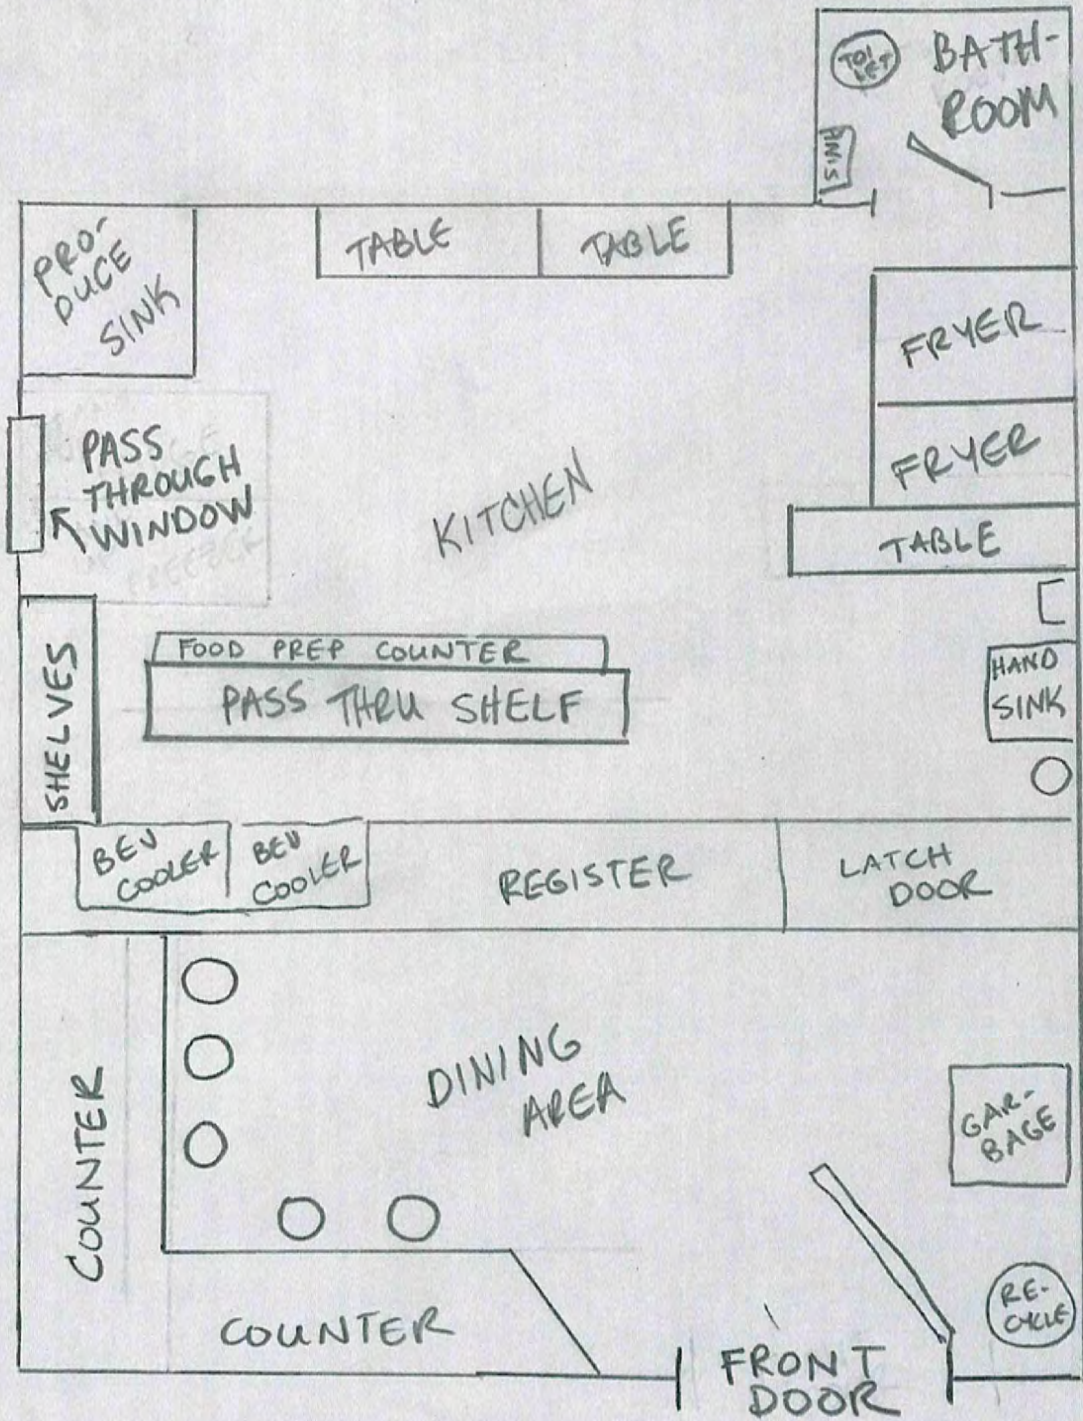 TOI
LET
BATH-
ROOM
SINK
PRO-
DUCE
SINK
TABLE
TABLE
FRYER
FRYER
PASS
THROUGH
WINDOW
KITCHEN
TABLE
SHELVES
FOOD PREP COUNTER
PASS THRU SHELF
HAND
SINK
BEV
COOLER
BEV
COOLER
REGISTER
LATCH
DOOR
COUNTER
DINING
AREA
GAR-
BAGE
COUNTER
RE-
CYCLE
FRONT
DOOR